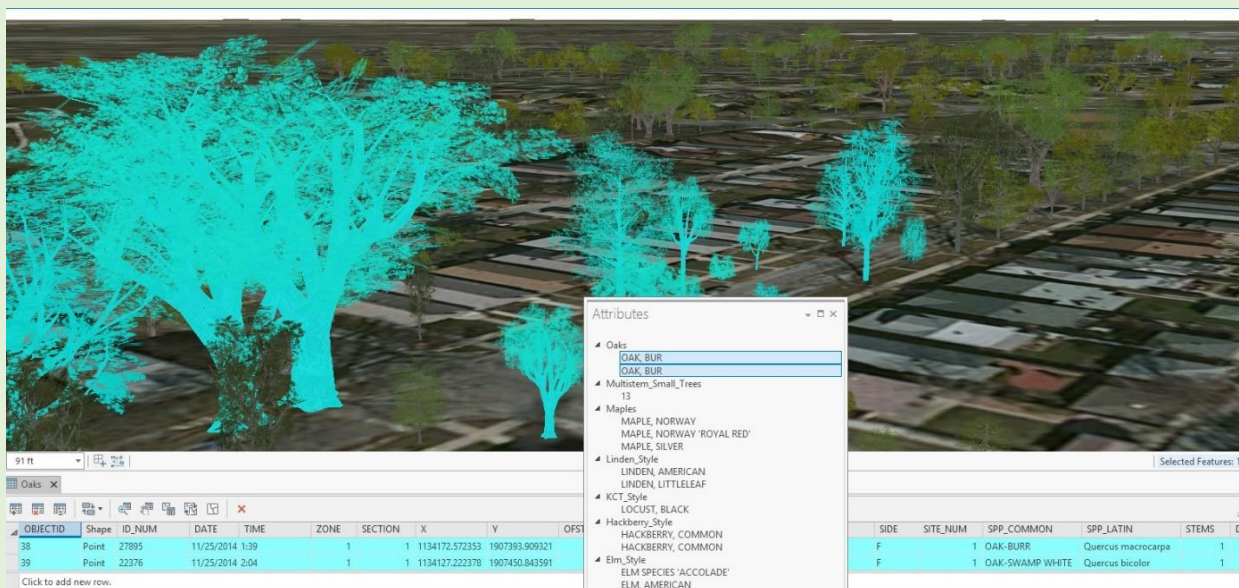 Attributes
Oaks
OAK, BUR
OAK, BUR
Multistem_Small_Trees
13
Maples
MAPLE, NORWAY
MAPLE, NORWAY 'ROYAL RED'
MAPLE, SILVER
Linden_Style
LINDEN, AMERICAN
LINDEN, LITTLELEAF
KCT_Style
LOCUST, BLACK
Hackberry_Style
HACKBERRY, COMMON
HACKBERRY, COMMON
Elm_Style
ELM SPECIES 'ACCOLADE'
ELM, AMERICAN
91 ft
Selected Features: 1
Oaks
OBJECTID Shape ID_NUM DATE TIME ZONE SECTION X Y OFST SIDE SITE_NUM SPP_COMMON SPP_LATIN STEMS D
38 Point 27895 11/25/2014 1:39 1 1 1134172.572353 1907393.909321 F 1 OAK-BURR Quercus macrocarpa 1
39 Point 22376 11/25/2014 2:04 1 1 1134127.222378 1907450.843591 F 1 OAK-SWAMP WHITE Quercus bicolor 1
Click to add new row.